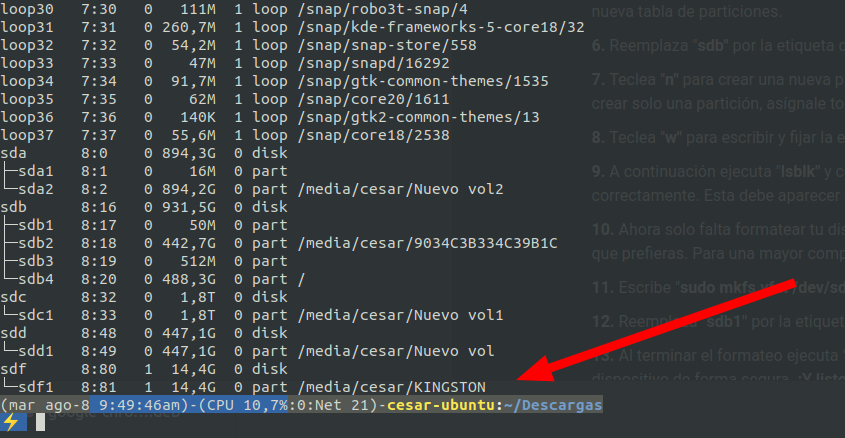 loop30 7:30 0 111M 1 loop /snap/robo3t-snap/4
loop31 7:31 0 260,7M 1 loop /snap/kde-frameworks-5-core18/32
loop32 7:32 0 54,2M 1 loop /snap/snap-store/558
loop33 7:33 0 47M 1 loop /snap/snapd/16292
loop34 7:34 0 91,7M 1 loop /snap/gtk-common-themes/1535
loop35 7:35 0 62M 1 loop /snap/core20/1611
loop36 7:36 0 140K 1 loop /snap/gtk2-common-themes/13
loop37 7:37 0 55,6M 1 loop /snap/core18/2538
sda 8:0 0 894,3G 0 disk
├─sda1 8:1 0 16M 0 part
└─sda2 8:2 0 894,2G 0 part /media/cesar/Nuevo vol2
sdb 8:16 0 931,5G 0 disk
├─sdb1 8:17 0 50M 0 part
├─sdb2 8:18 0 442,7G 0 part /media/cesar/9034C3B334C39B1C
├─sdb3 8:19 0 512M 0 part
└─sdb4 8:20 0 488,3G 0 part /
sdc 8:32 0 1,8T 0 disk
└─sdc1 8:33 0 1,8T 0 part /media/cesar/Nuevo vol1
sdd 8:48 0 447,1G 0 disk
└─sdd1 8:49 0 447,1G 0 part /media/cesar/Nuevo vol
sdf 8:80 1 14,4G 0 disk
└─sdf1 8:81 1 14,4G 0 part /media/cesar/KINGSTON
(mar ago-8 9:49:46am)-(CPU 10,7%:0:Net 21)-cesar-ubuntu:~/Descargas
nueva tabla de particiones.
6. Reemplaza "sdb" por la etiqueta
7. Teclea "n" para crear una nueva
crear solo una partición, asígnale
8. Teclea "w" para escribir y fijar la
9. A continuación ejecuta "lsblk" y
correctamente. Esta debe aparecer
10. Ahora solo falta formatear tu
que prefieras. Para una mayor
11. Escribe "sudo mkfs
12. "sdb1" por la etiqueta
13. Al terminar el formateo ejecuta
de forma segura.